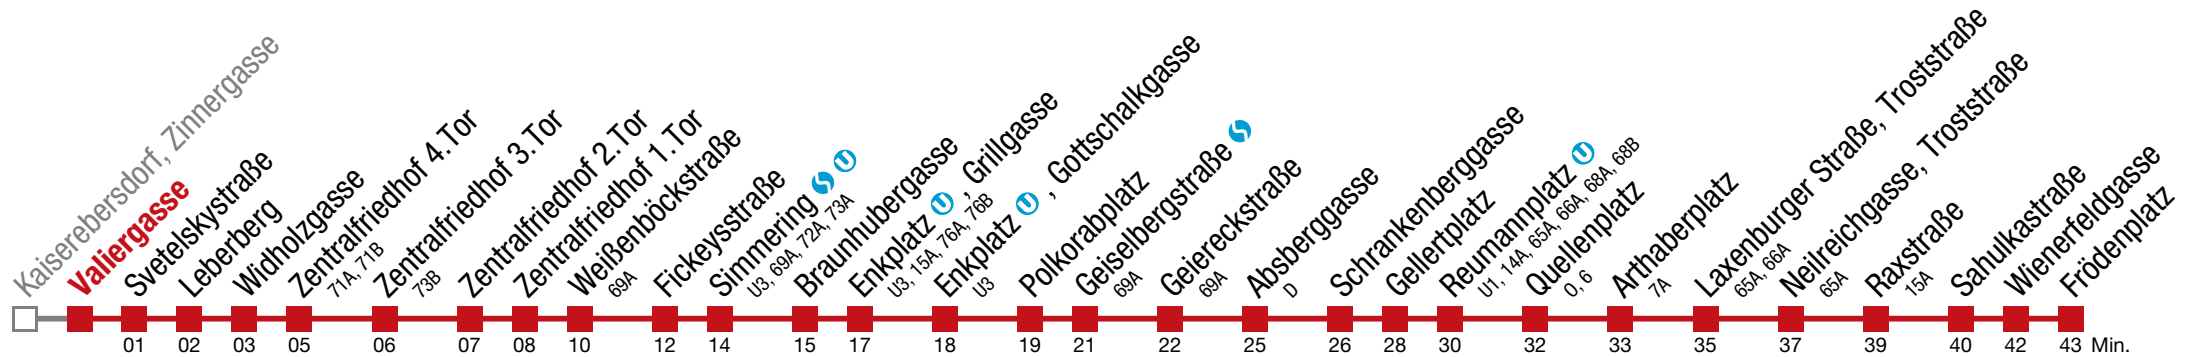 Kaiserebersdorf, Zinnergasse
Valiergasse
Svetelskystraße
Leberberg
Widholzgasse
Zentralfriedhof 4.Tor
71A, 71B
Zentralfriedhof 3.Tor
73B
Zentralfriedhof 2.Tor
Zentralfriedhof 1.Tor
Weißenböckstraße
69A
Fickeysstraße
Simmering S U
U3, 69A, 72A, 73A
Braunhubergasse
Enkplatz U , Grillgasse
U3, 15A, 76A, 76B
Enkplatz U , Gottschalkgasse
U3
Polkorabplatz
Geiselbergstraße S
69A
Geiereckstraße
69A
Absberggasse
D
Schrankenberggasse
Gellertplatz
Reumannplatz U
U1, 14A, 65A, 66A, 68A, 68B
Quellenplatz
O, 6
Arthaberplatz
7A
Laxenburger Straße, Troststraße
65A, 66A
Neilreichgasse, Troststraße
65A
Raxstraße
15A
Sahulkastraße
Wienerfeldgasse
Frödenplatz
01 02 03 05 06 07 08 10 12 14 15 17 18 19 21 22 25 26 28 30 32 33 35 37 39 40 42 43 Min.